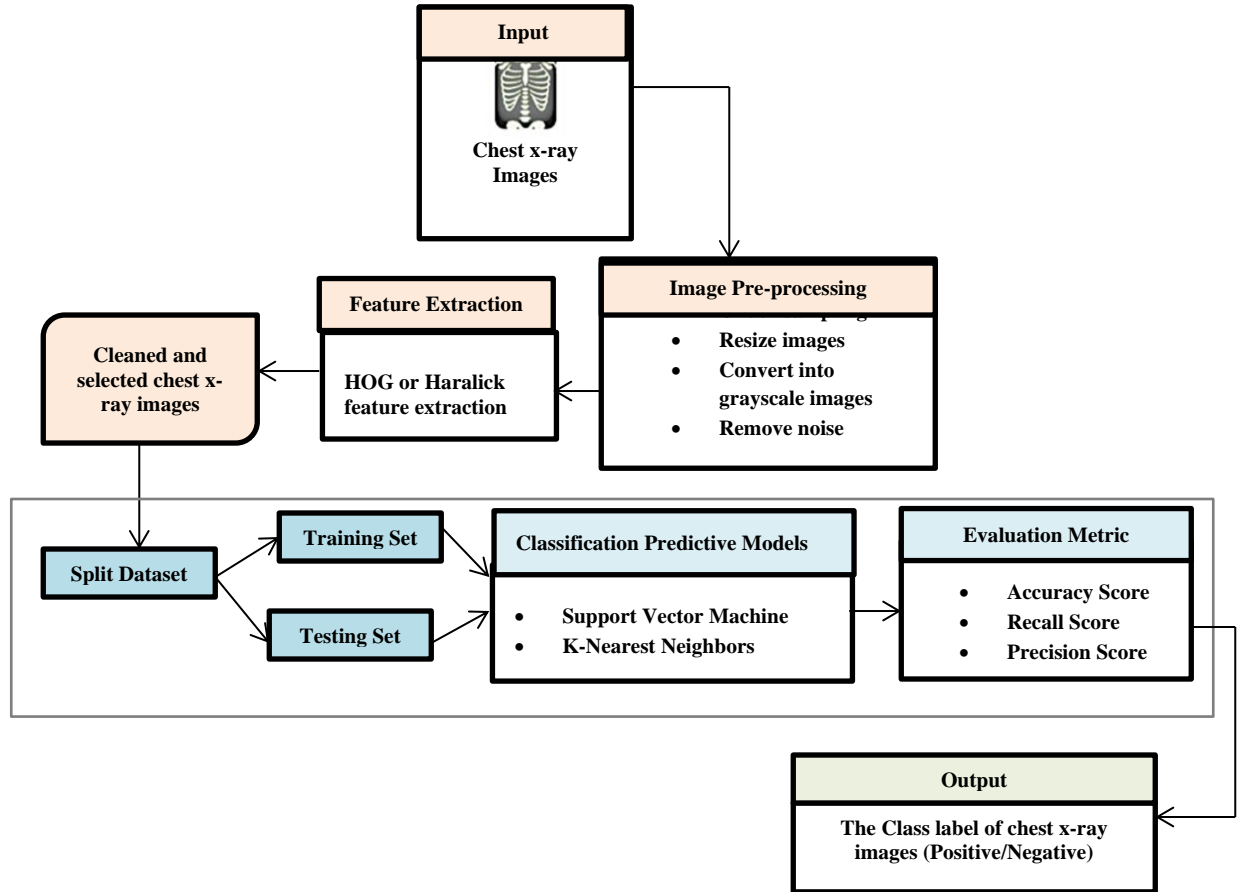 Input
Chest x-ray
Images
Image Pre-processing
• Resize images
• Convert into
grayscale images
• Remove noise
Feature Extraction
HOG or Haralick
feature extraction
Cleaned and
selected chest x-
ray images
Split Dataset
Training Set
Testing Set
Classification Predictive Models
• Support Vector Machine
• K-Nearest Neighbors
Evaluation Metric
• Accuracy Score
• Recall Score
• Precision Score
Output
The Class label of chest x-ray
images (Positive/Negative)